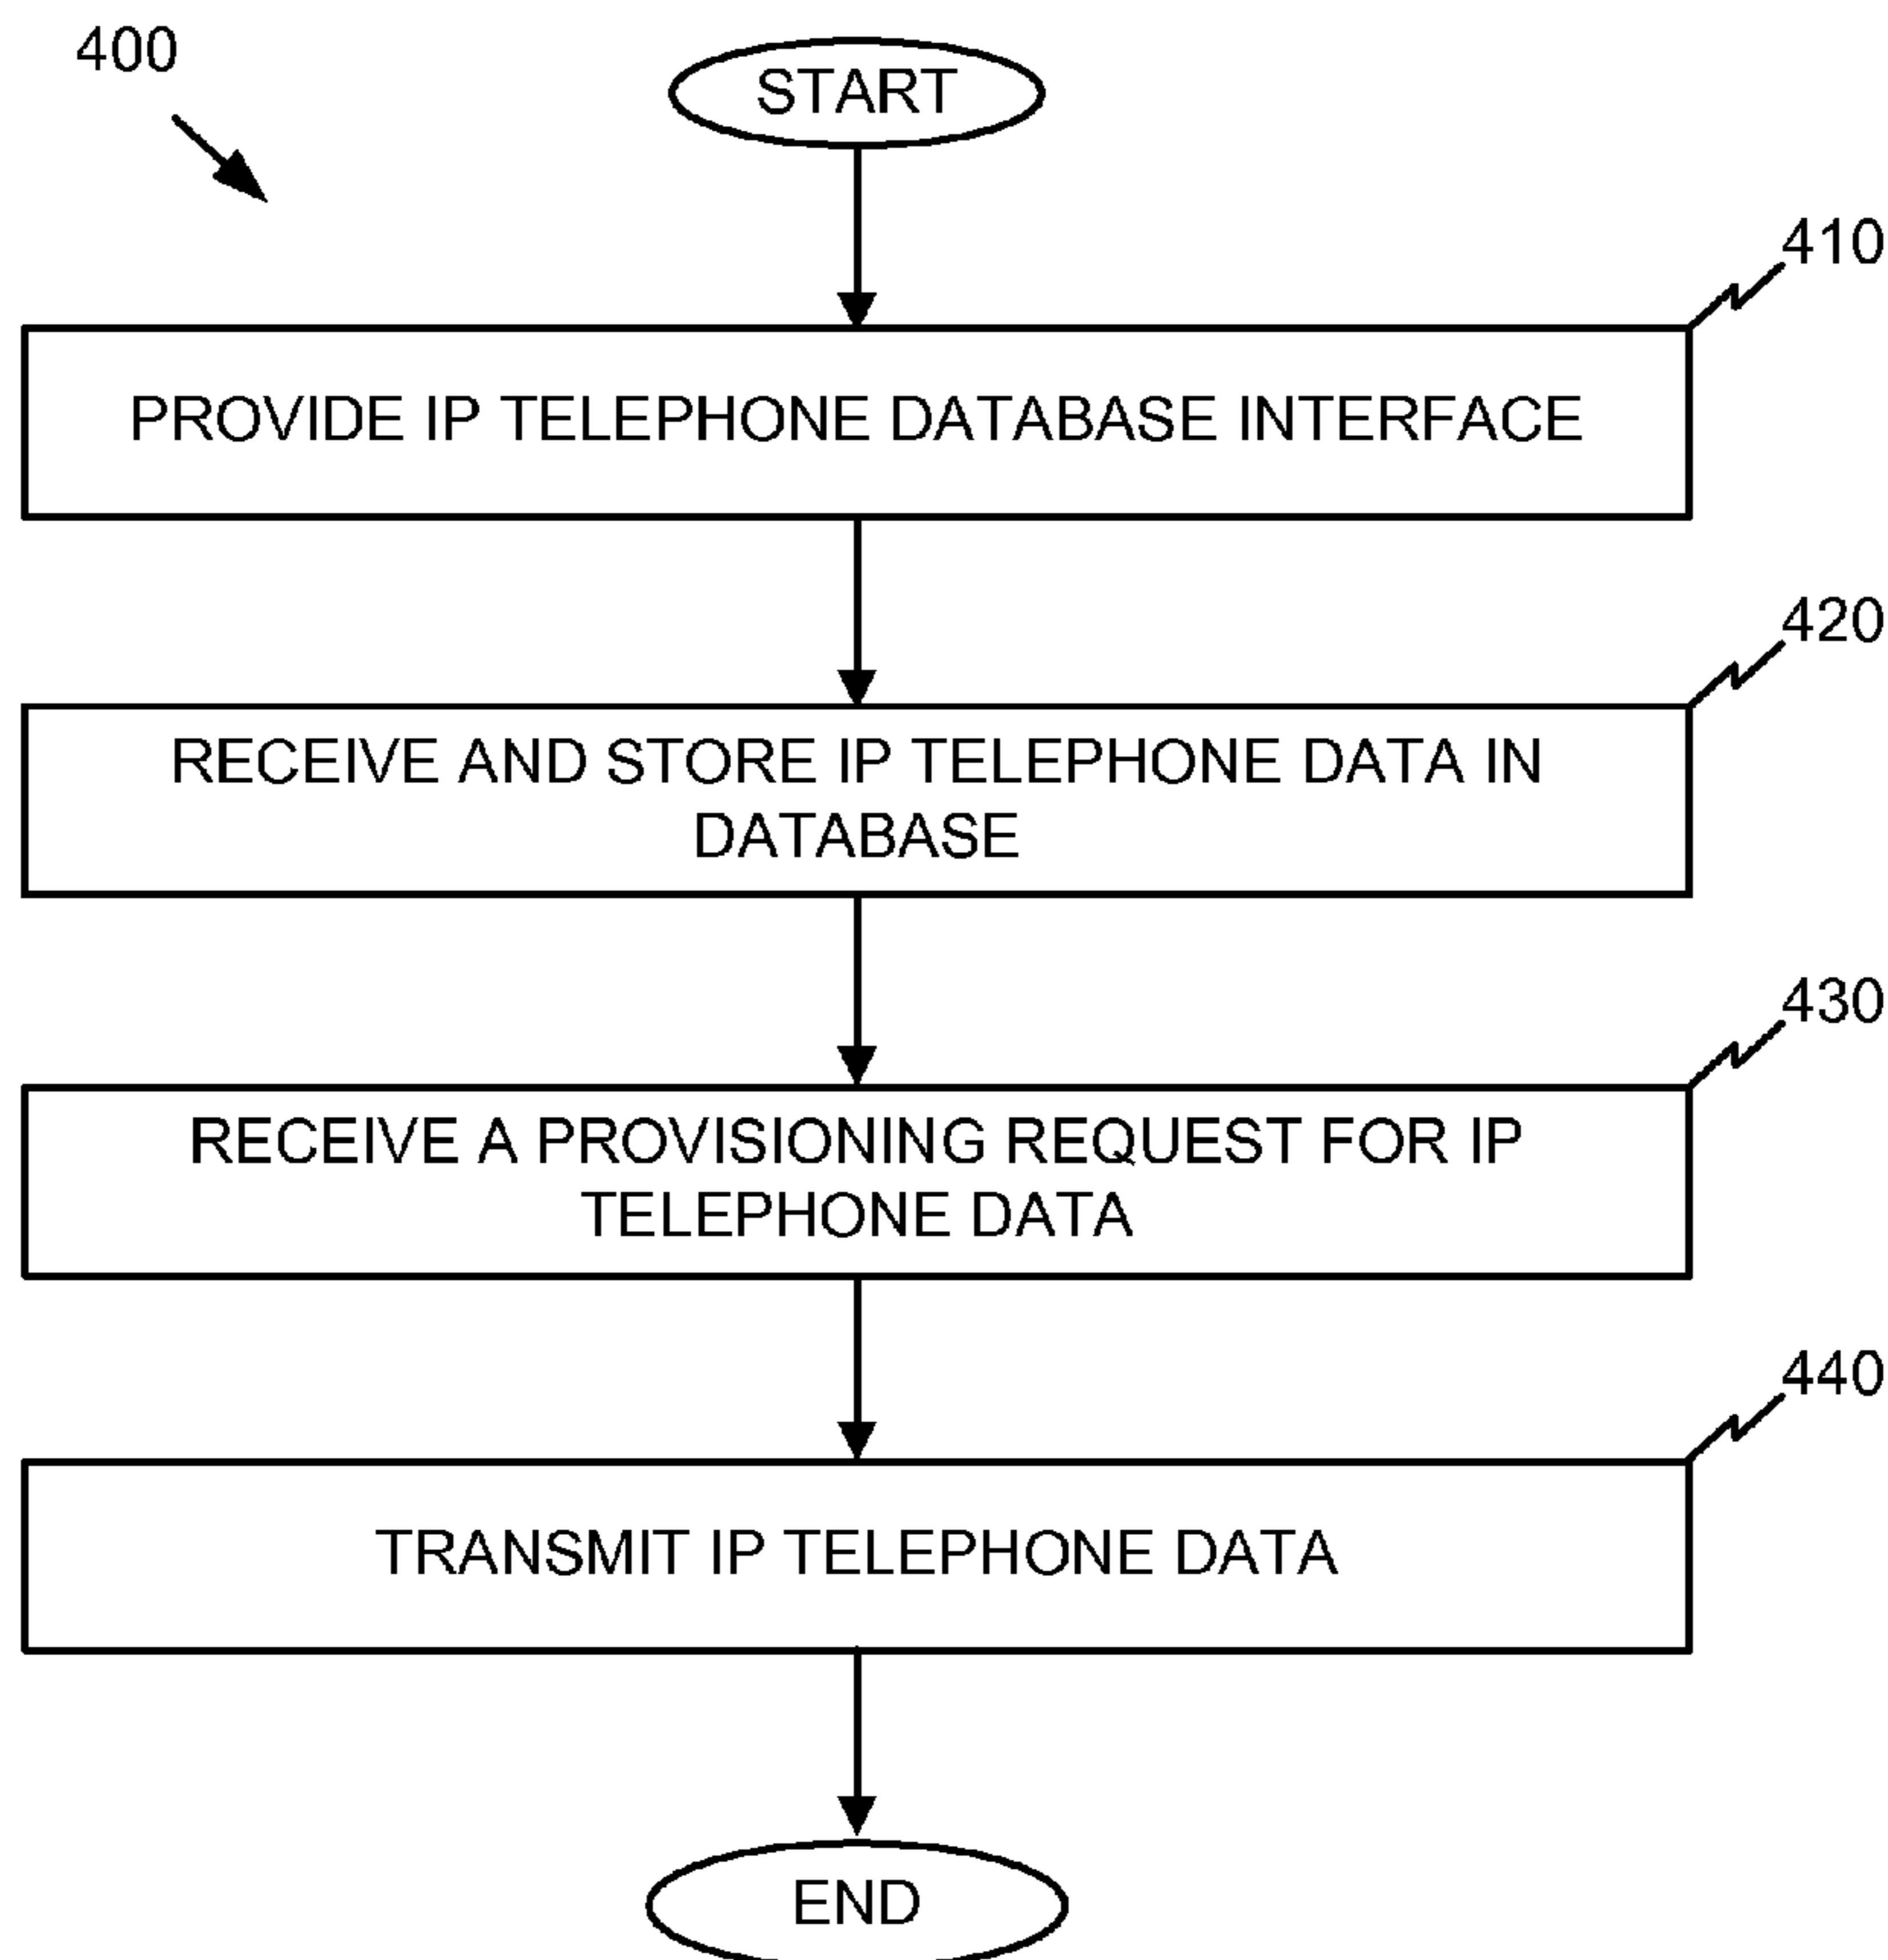 400
START
410
PROVIDE IP TELEPHONE DATABASE INTERFACE
420
RECEIVE AND STORE IP TELEPHONE DATA IN
DATABASE
430
RECEIVE A PROVISIONING REQUEST FOR IP
TELEPHONE DATA
440
TRANSMIT IP TELEPHONE DATA
END